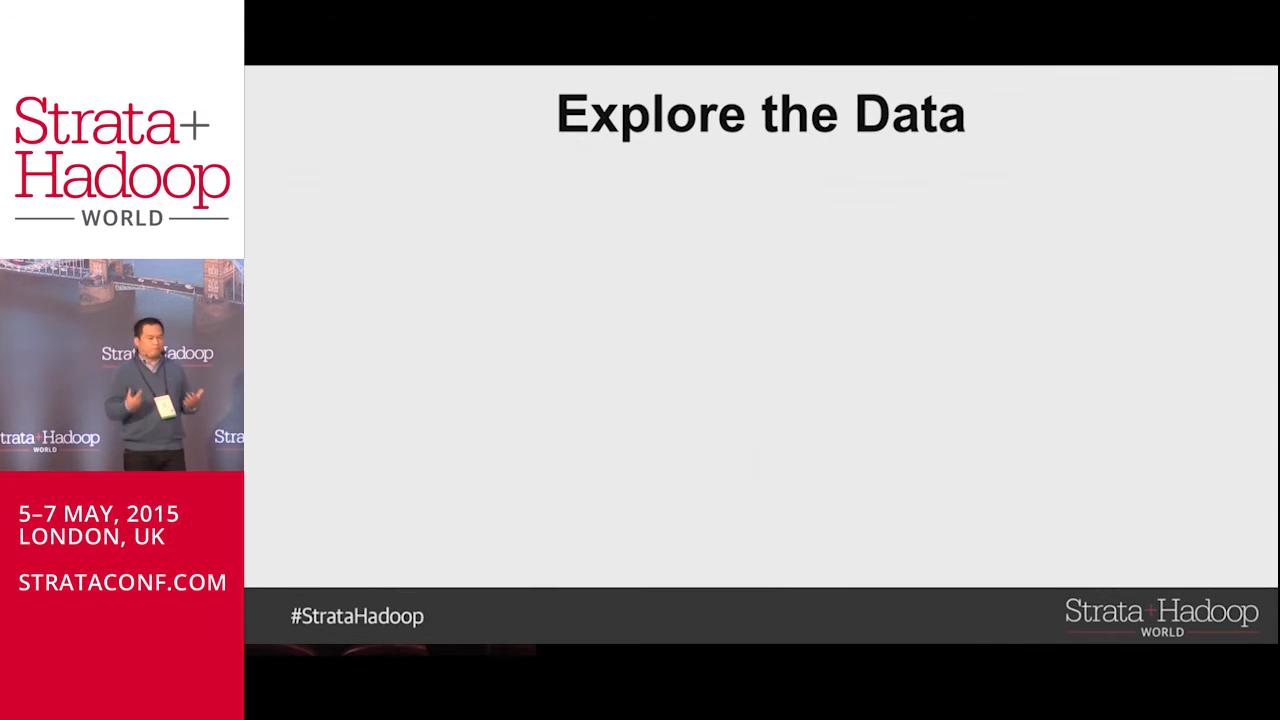 Strata+
Hadoop
WORLD
Explore the Data
Strata+Hadoop
trata+Hadoop
WORLD
Stra
5–7 MAY, 2015
LONDON, UK
STRATACONF.COM
#StrataHadoop
Strata+Hadoop
WORLD